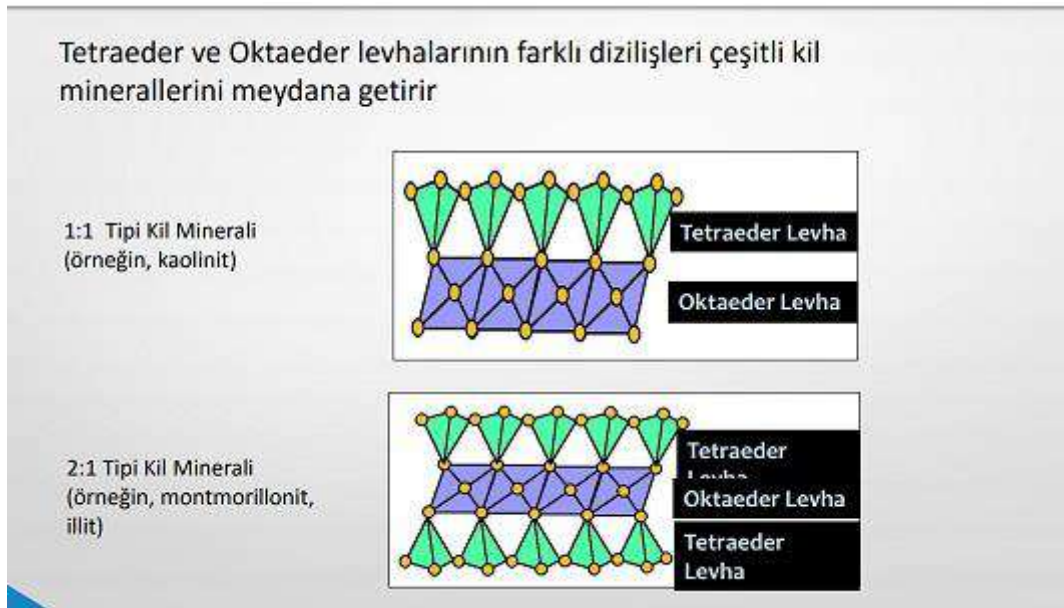 Tetraeder ve Oktaeder levhalarının farklı dizilişleri çeşitli kil
minerallerini meydana getirir
1:1 Tipi Kil Minerali
(örneğin, kaolinit)
Tetraeder Levha
Oktaeder Levha
2:1 Tipi Kil Minerali
(örneğin, montmorillonit,
illit)
Tetraeder
Levha
Oktaeder Levha
Tetraeder
Levha